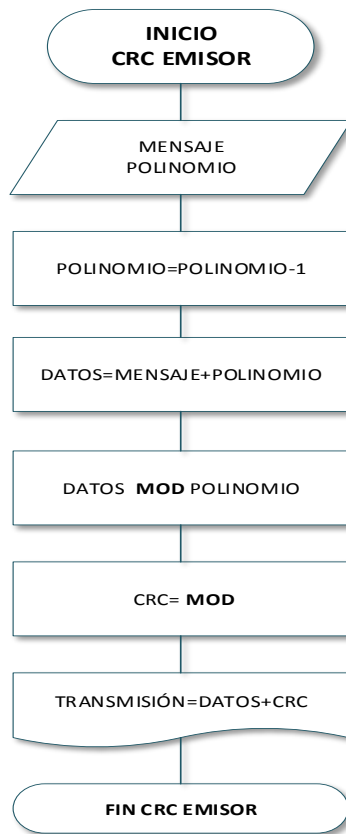 INICIO
CRC EMISOR
MENSAJE
POLINOMIO
POLINOMIO=POLINOMIO-1
DATOS=MENSAJE+POLINOMIO
DATOS MOD POLINOMIO
CRC= MOD
TRANSMISIÓN=DATOS+CRC
FIN CRC EMISOR